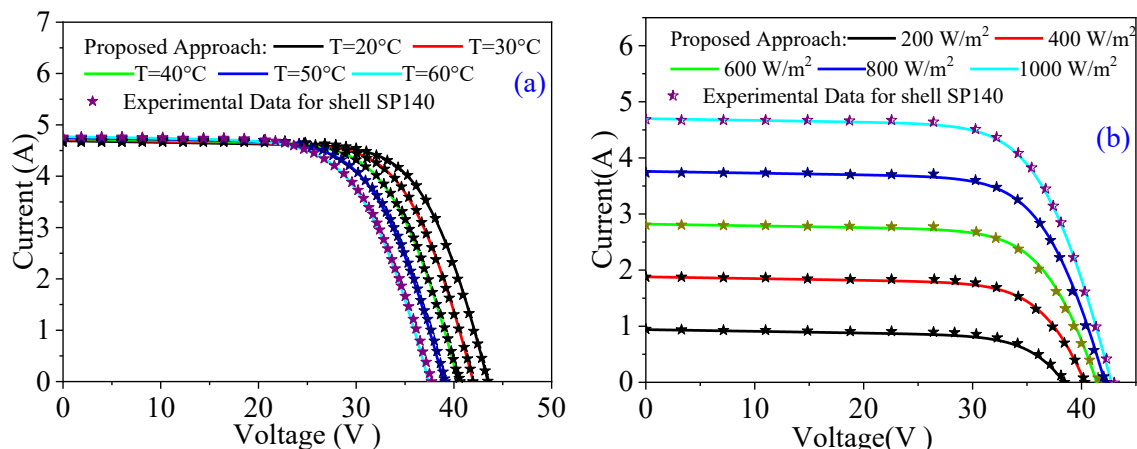 7
6
5
4
3
2
1
0
Proposed Approach: T=20°C T=30°C
T=40°C T=50°C T=60°C
Experimental Data for shell SP140
(a)
Current (A)
0 10 20 30 40 50
Voltage (V )
6
5
4
3
2
1
0
Proposed Approach: 200 W/m² 400 W/m²
600 W/m² 800 W/m² 1000 W/m²
Experimental Data for shell SP140
(b)
Current(A)
0 10 20 30 40
Voltage(V)